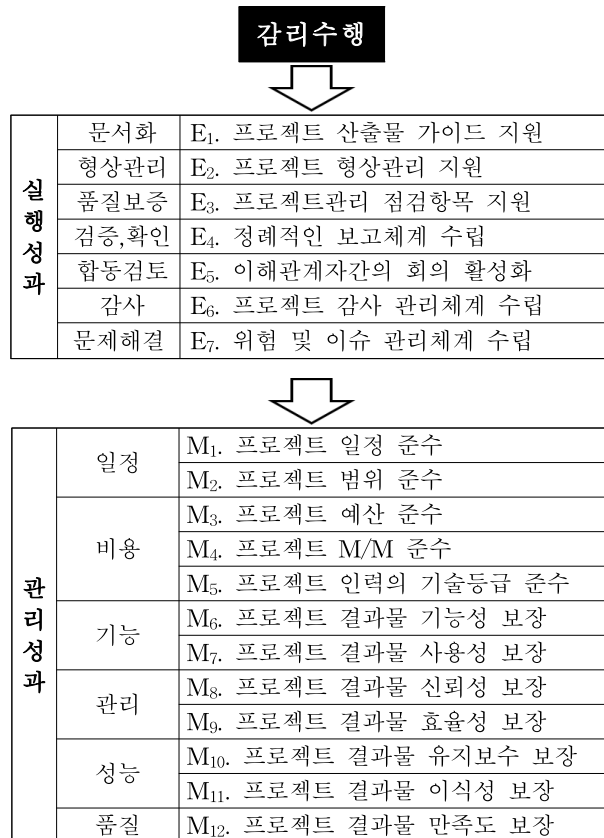 감리수행
실행성과
문서화 E₁. 프로젝트 산출물 가이드 지원
형상관리 E₂. 프로젝트 형상관리 지원
품질보증 E₃. 프로젝트관리 점검항목 지원
검증,확인 E₄. 정례적인 보고체계 수립
합동검토 E₅. 이해관계자간의 회의 활성화
감사 E₆. 프로젝트 감사 관리체계 수립
문제해결 E₇. 위험 및 이슈 관리체계 수립
관리성과
일정
M₁. 프로젝트 일정 준수
M₂. 프로젝트 범위 준수
비용
M₃. 프로젝트 예산 준수
M₄. 프로젝트 M/M 준수
M₅. 프로젝트 인력의 기술등급 준수
기능
M₆. 프로젝트 결과물 기능성 보장
M₇. 프로젝트 결과물 사용성 보장
관리
M₈. 프로젝트 결과물 신뢰성 보장
M₉. 프로젝트 결과물 효율성 보장
성능
M₁₀. 프로젝트 결과물 유지보수 보장
M₁₁. 프로젝트 결과물 이식성 보장
품질 M₁₂. 프로젝트 결과물 만족도 보장